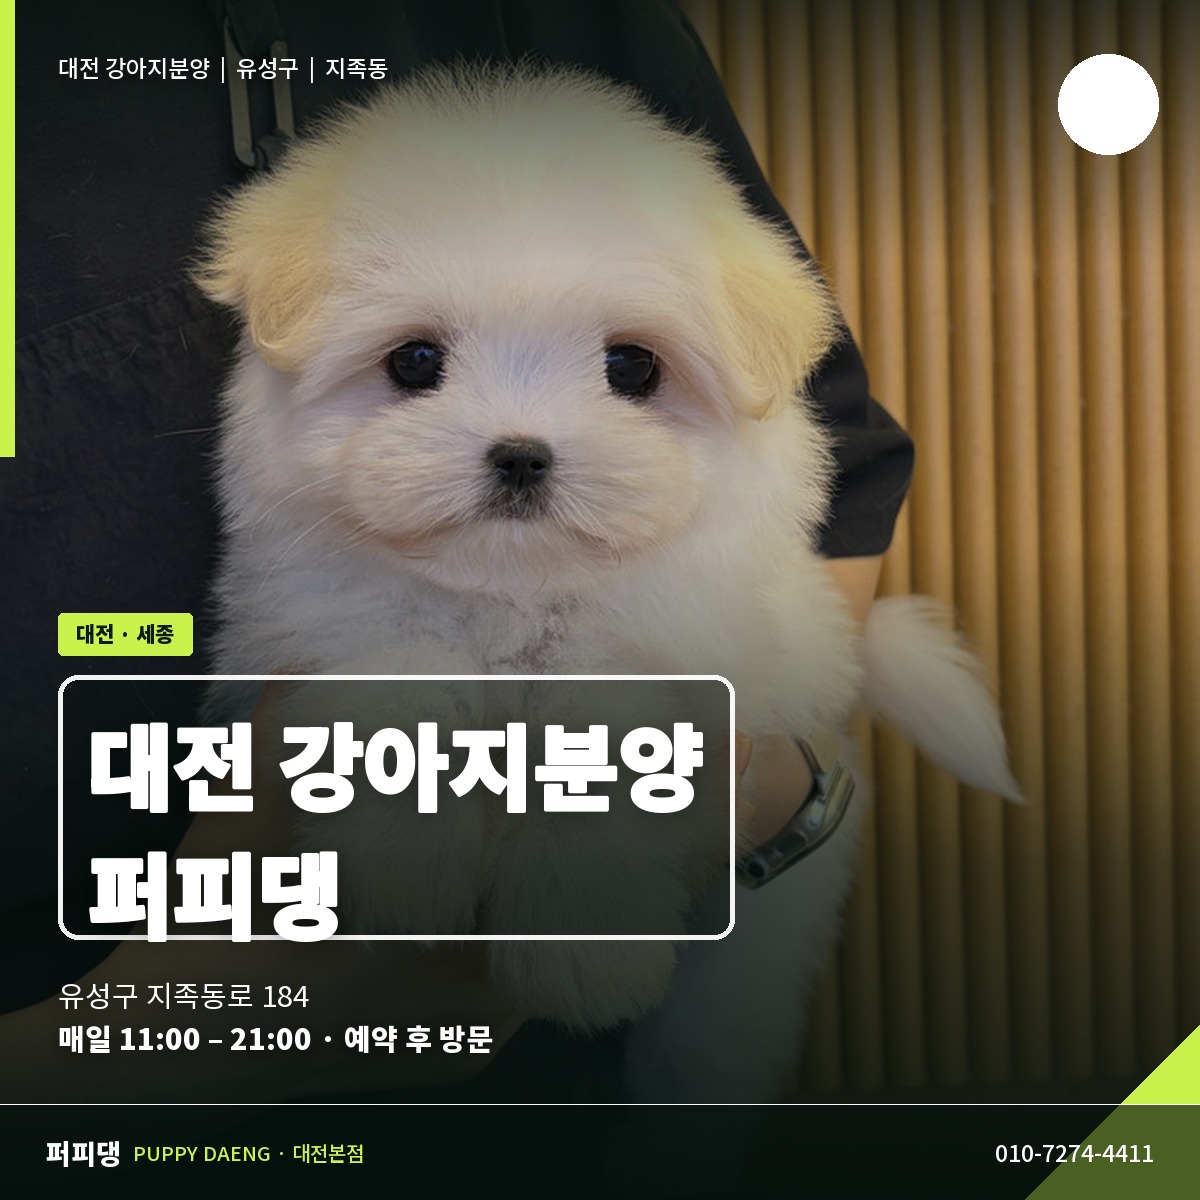 대전 강아지분양 | 유성구 | 지족동
대전 · 세종
대전 강아지분양
퍼피댕
유성구 지족동로 184
매일 11:00 – 21:00 · 예약 후 방문
퍼피댕 PUPPY DAENG · 대전본점
010-7274-4411